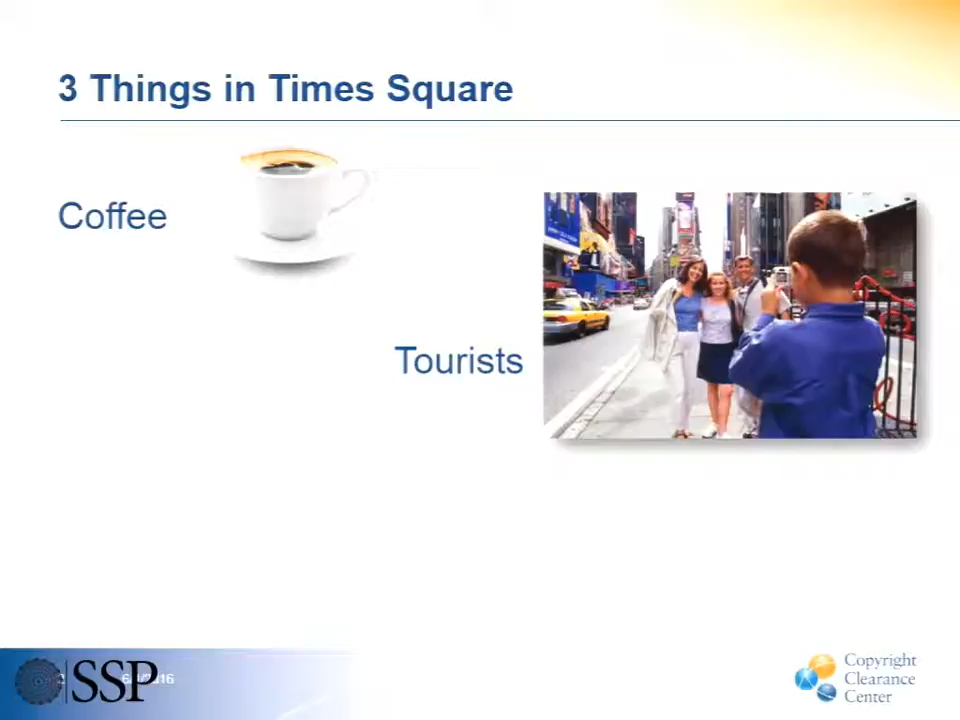 3 Things in Times Square
Coffee
Tourists
SSP
Copyright
Clearance
Center